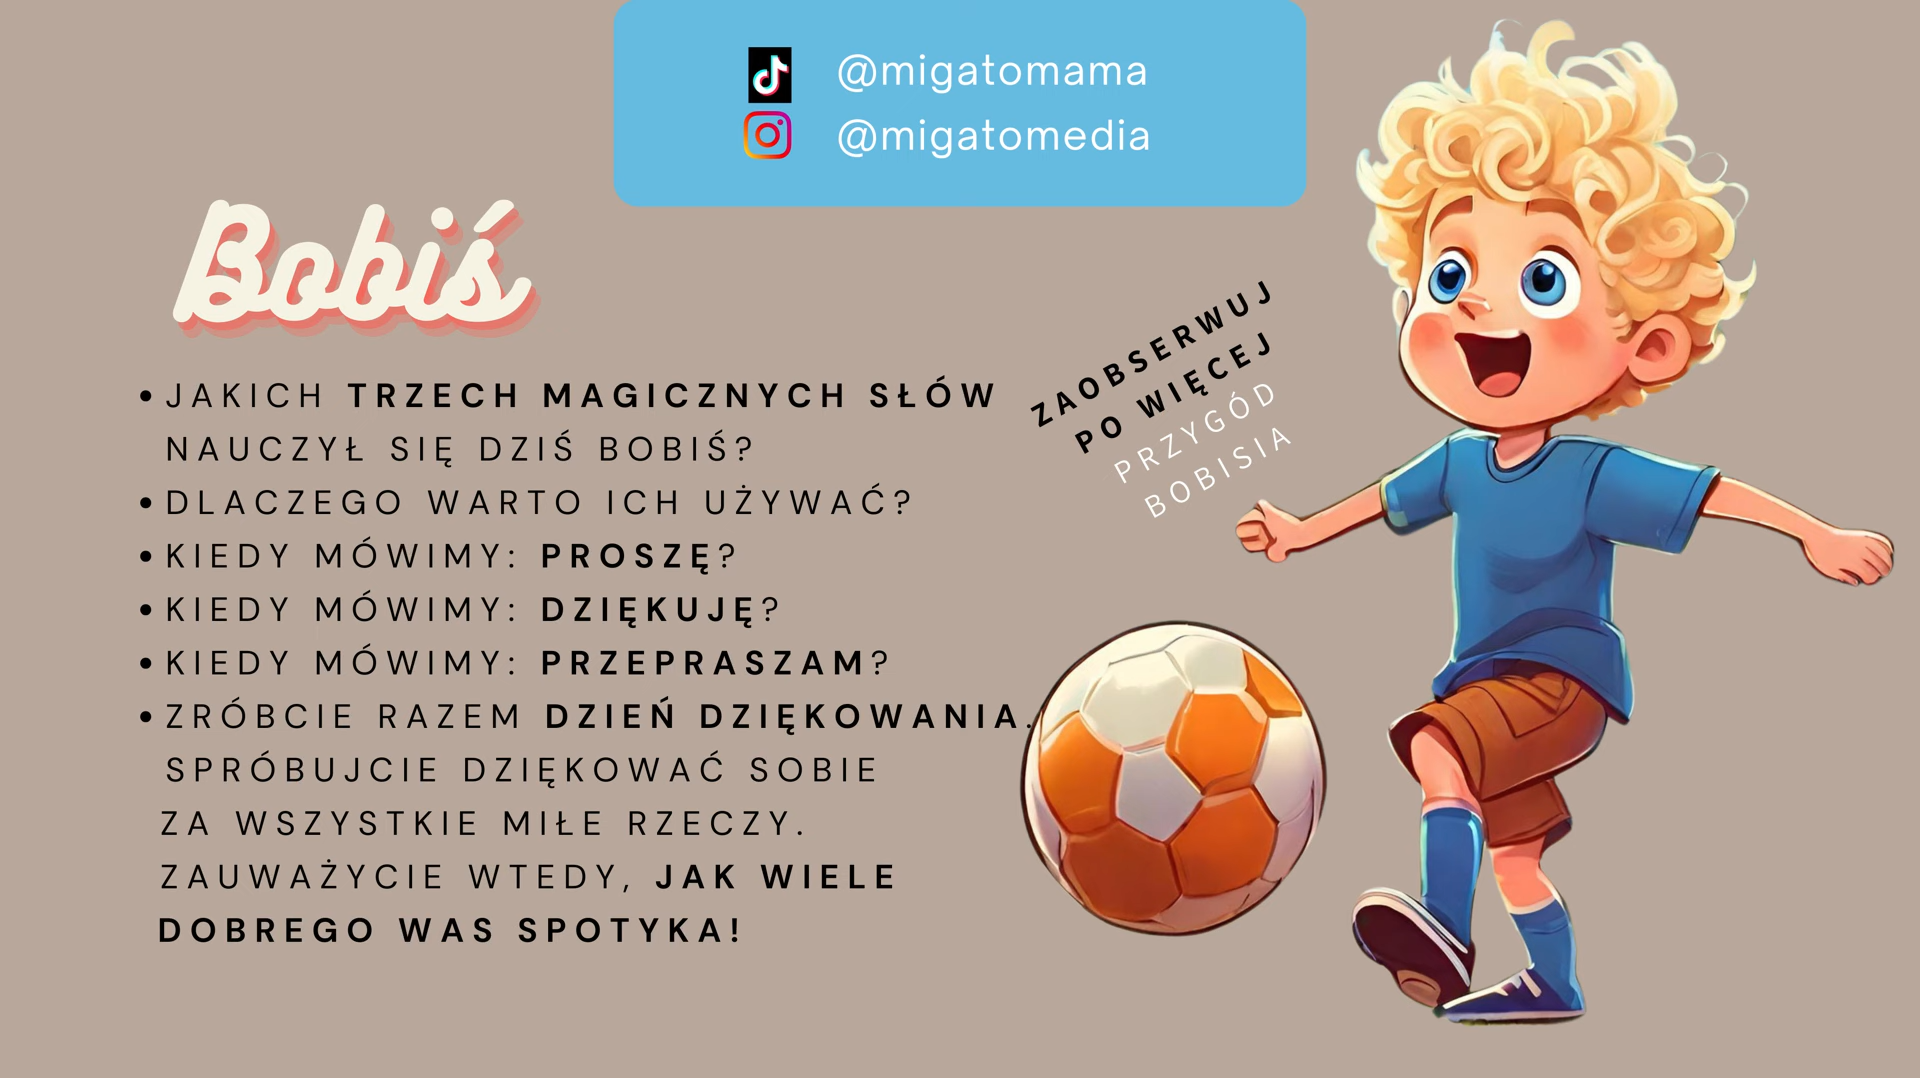 @migatomama
@migatomedia
Bobiś
• JAKICH TRZECH MAGICZNYCH SŁÓW
NAUCZYŁ SIĘ DZIŚ BOBIŚ?
• DLACZEGO WARTO ICH UŻYWAĆ?
• KIEDY MÓWIMY: PROSZĘ?
• KIEDY MÓWIMY: DZIĘKUJĘ?
• KIEDY MÓWIMY: PRZEPRASZAM?
• ZRÓBCIE RAZEM DZIEŃ DZIĘKOWANIA.
SPRÓBUJCIE DZIĘKOWAĆ SOBIE
ZA WSZYSTKIE MIŁE RZECZY.
ZAUWAŻYCIE WTEDY, JAK WIELE
DOBREGO WAS SPOTYKA!
ZAOBSERWUJ
PO WIĘCEJ
PRZYGÓD
BOBISIA